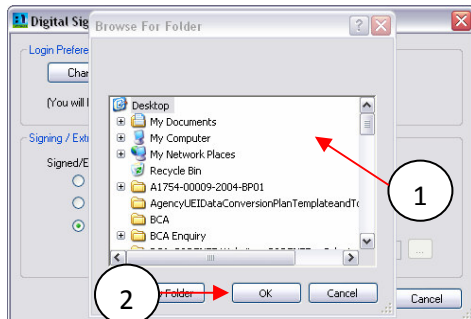 Digital Sig
Browse For Folder
Login Prefere
Char
(You will l
Signing / Extr
Signed/E
Desktop
My Documents
My Computer
My Network Places
Recycle Bin
A1754-00009-2004-BP01
AgencyUEIDataConversionPlanTemplateandTo
BCA
BCA Enquiry
1
2
Folder
OK
Cancel
...
Cancel